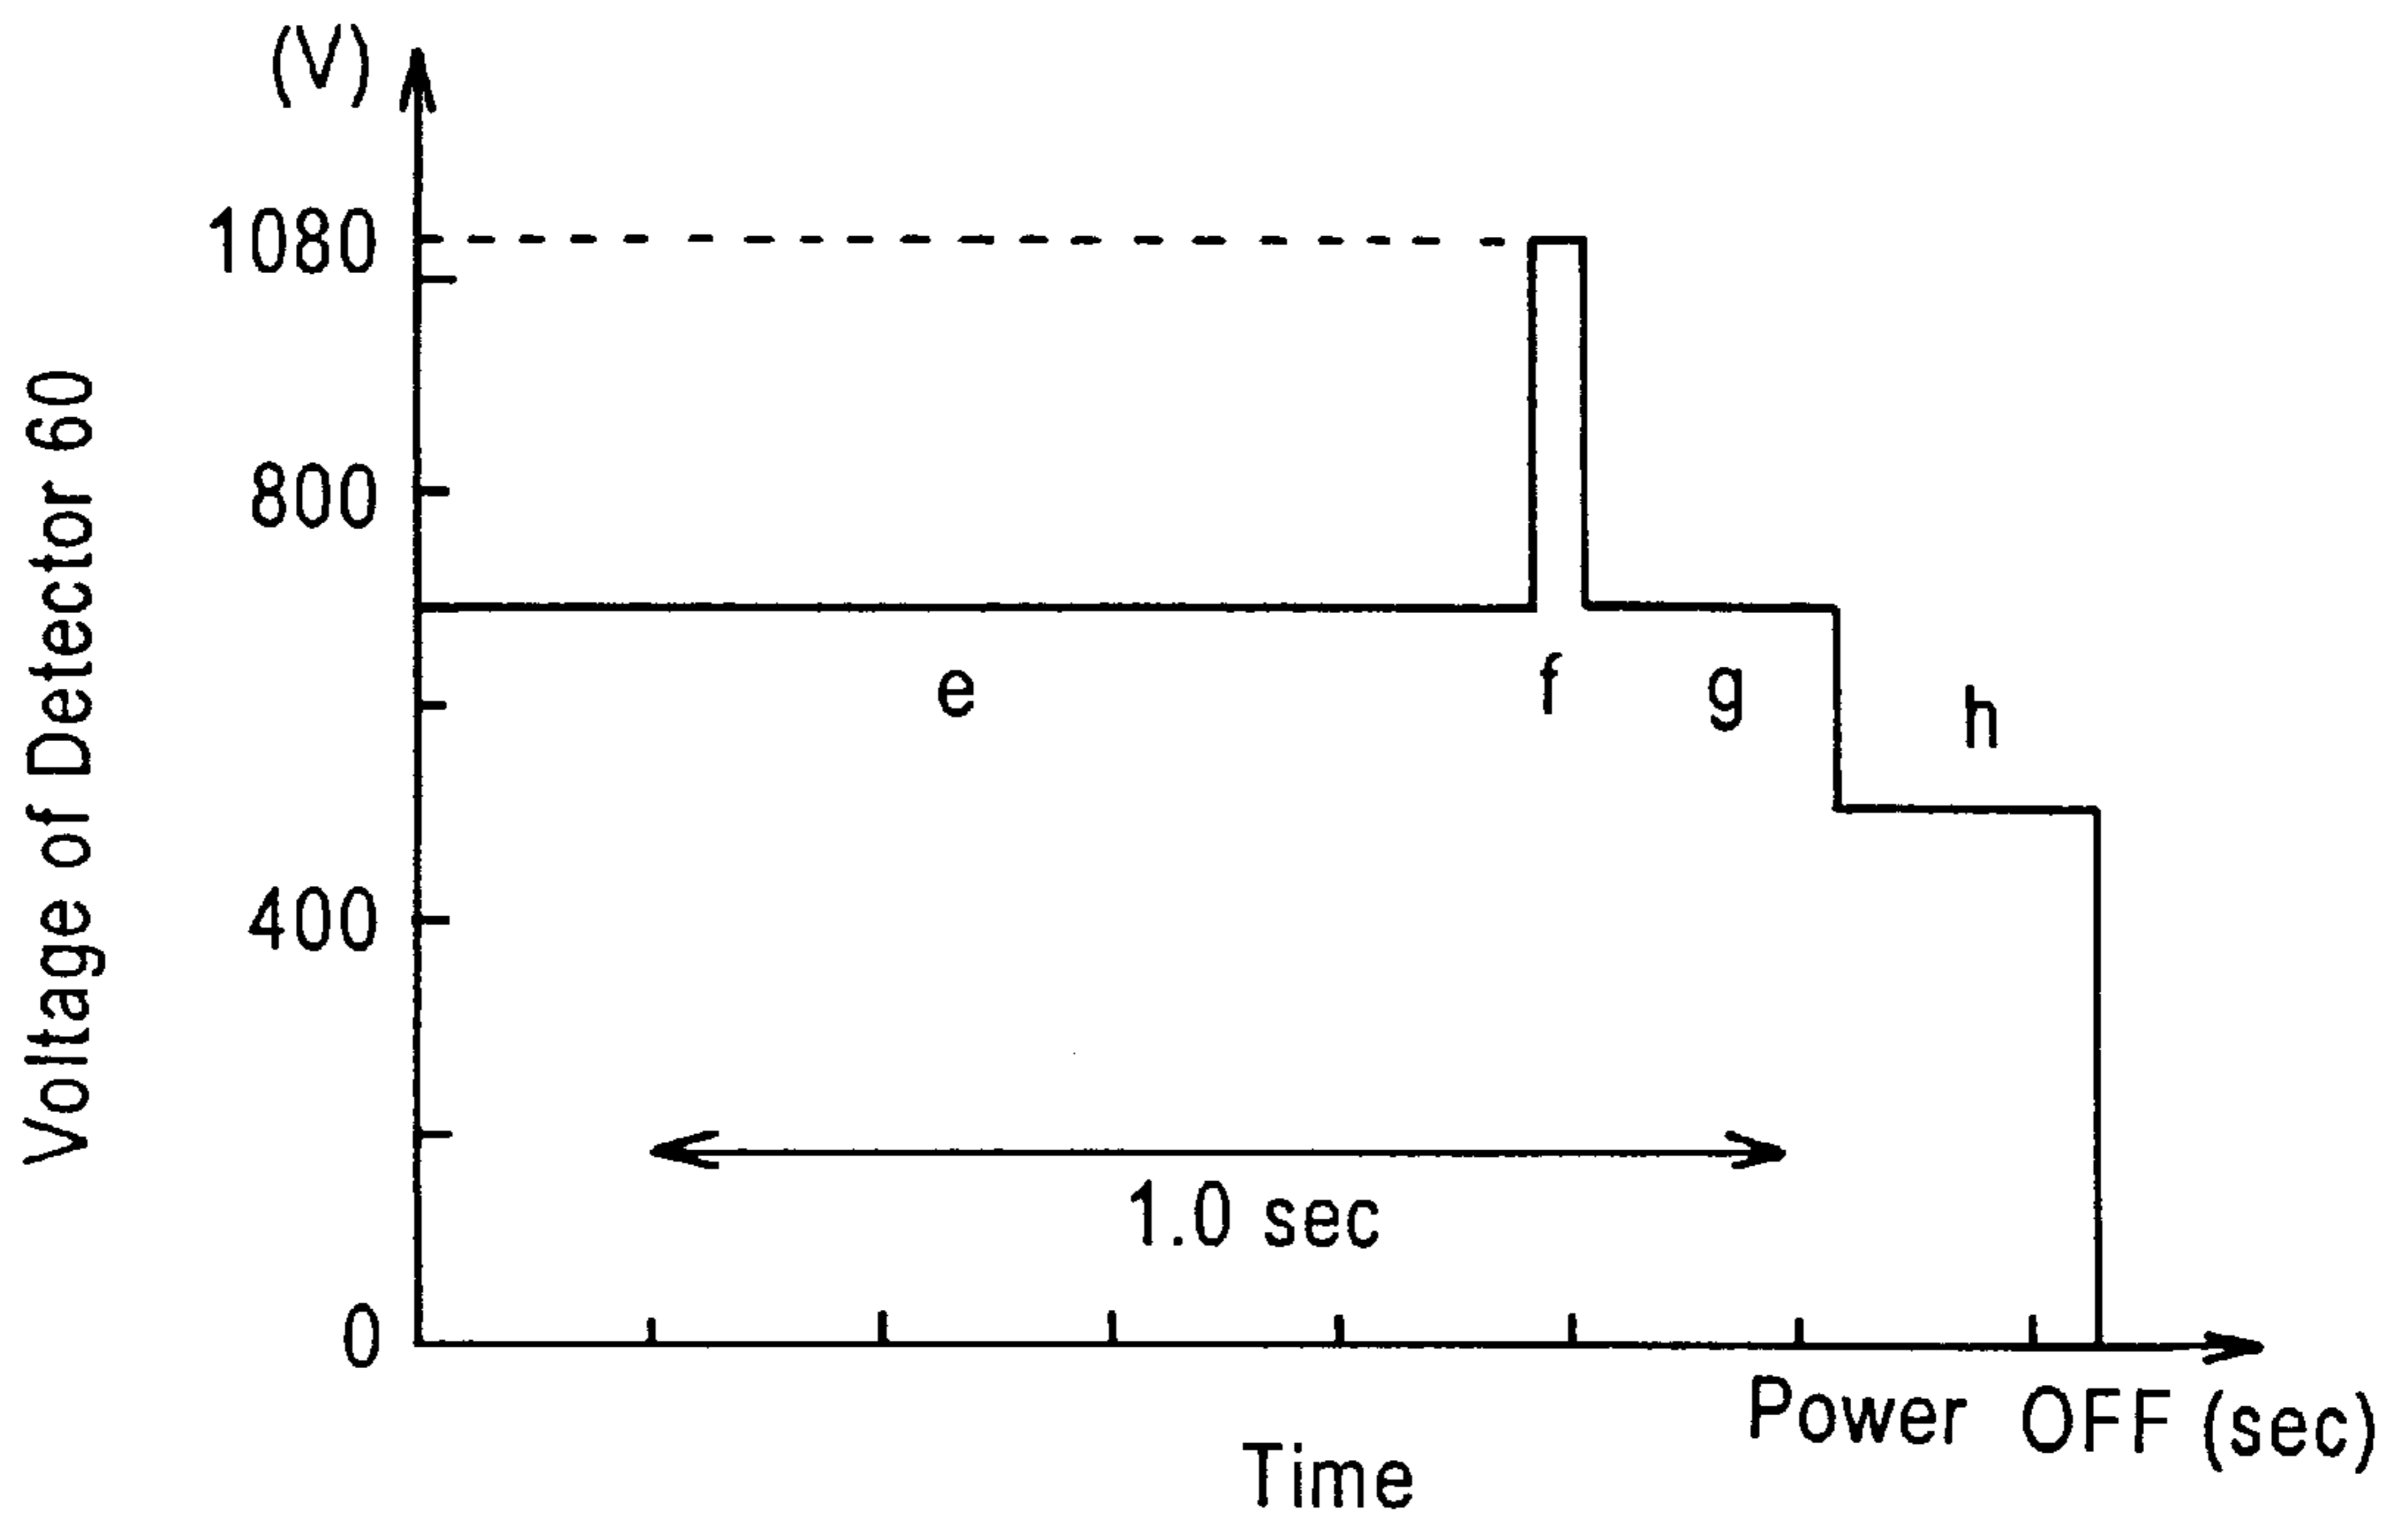 (V)
1080
800
400
0
Voltage of Detector 60
e
f
g
h
1.0 sec
Power OFF (sec)
Time